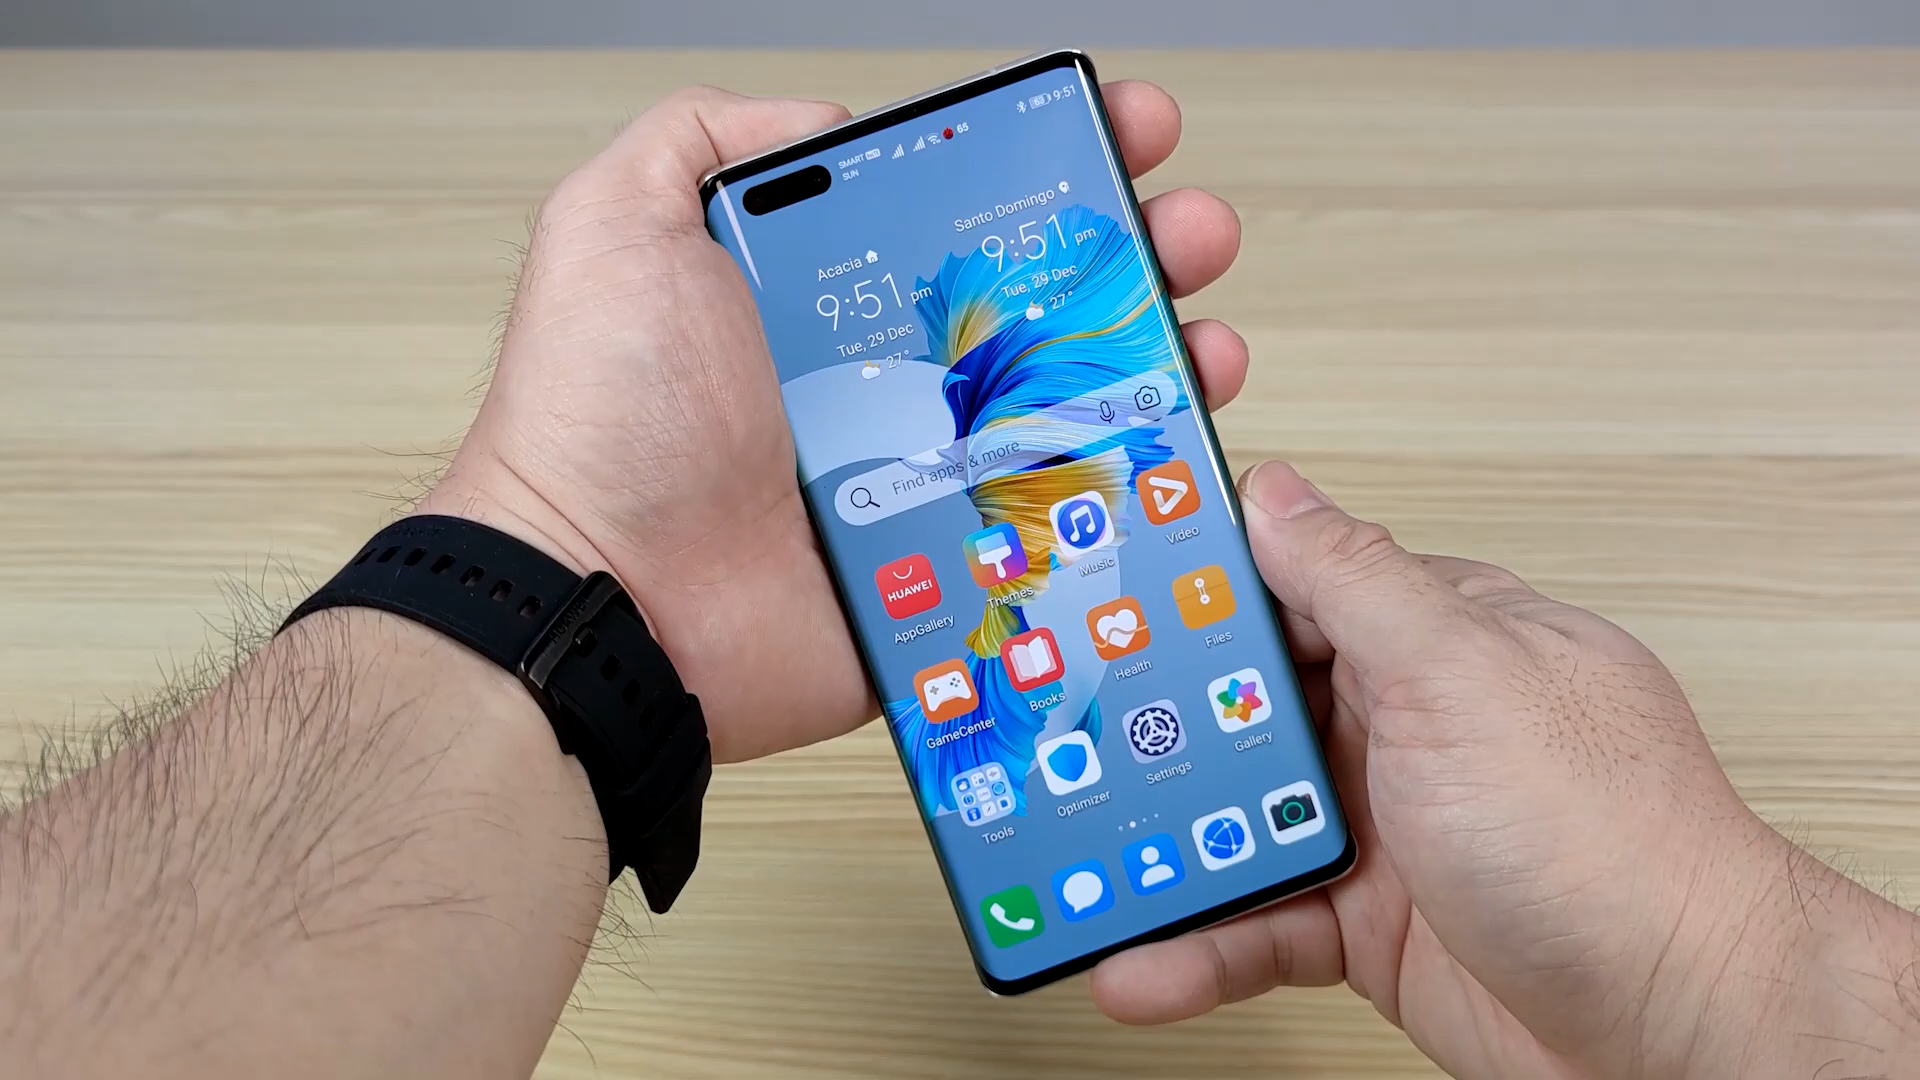 SMART
SUN
65
63
9:51
Acacia
9:51 pm
Tue, 29 Dec
27°
Santo Domingo
9:51 pm
Tue, 29 Dec
27°
Find apps & more
HUAWEI
AppGallery
Themes
Music
Video
GameCenter
Books
Health
Files
Tools
Optimizer
Settings
Gallery
HUAWEI